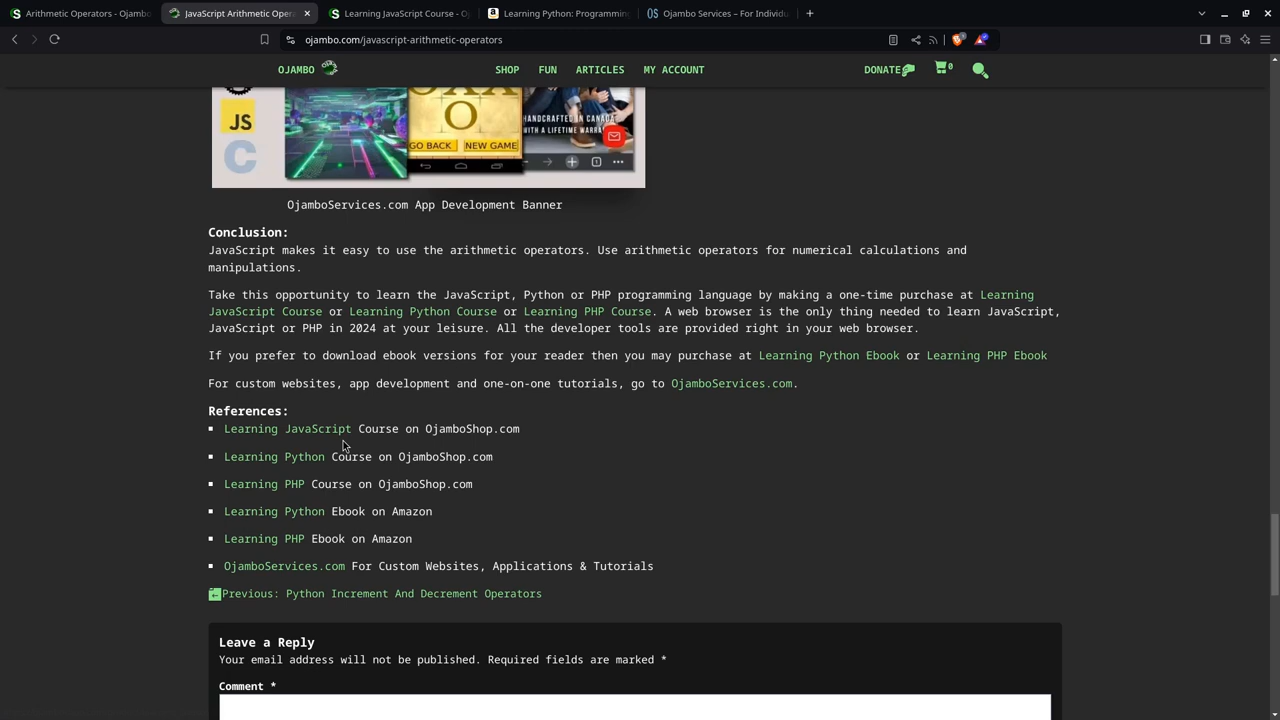 Arithmetic Operators - Ojambo
JavaScript Arithmetic Opera
Learning JavaScript Course - O
Learning Python: Programming
Ojambo Services – For Individu
ojambo.com/javascript-arithmetic-operators
OJAMBO
SHOP
FUN
ARTICLES
MY ACCOUNT
DONATE
0
JS
C
O
GO BACK
NEW GAME
HANDCRAFTED IN CANADA
WITH A LIFETIME WARRA
OjamboServices.com App Development Banner
Conclusion:
JavaScript makes it easy to use the arithmetic operators. Use arithmetic operators for numerical calculations and
manipulations.
Take this opportunity to learn the JavaScript, Python or PHP programming language by making a one-time purchase at Learning
JavaScript Course or Learning Python Course or Learning PHP Course. A web browser is the only thing needed to learn JavaScript,
JavaScript or PHP in 2024 at your leisure. All the developer tools are provided right in your web browser.
If you prefer to download ebook versions for your reader then you may purchase at Learning Python Ebook or Learning PHP Ebook
For custom websites, app development and one-on-one tutorials, go to OjamboServices.com.
References:
Learning JavaScript Course on OjamboShop.com
Learning Python Course on OjamboShop.com
Learning PHP Course on OjamboShop.com
Learning Python Ebook on Amazon
Learning PHP Ebook on Amazon
OjamboServices.com For Custom Websites, Applications & Tutorials
Previous: Python Increment And Decrement Operators
Leave a Reply
Your email address will not be published. Required fields are marked *
Comment *